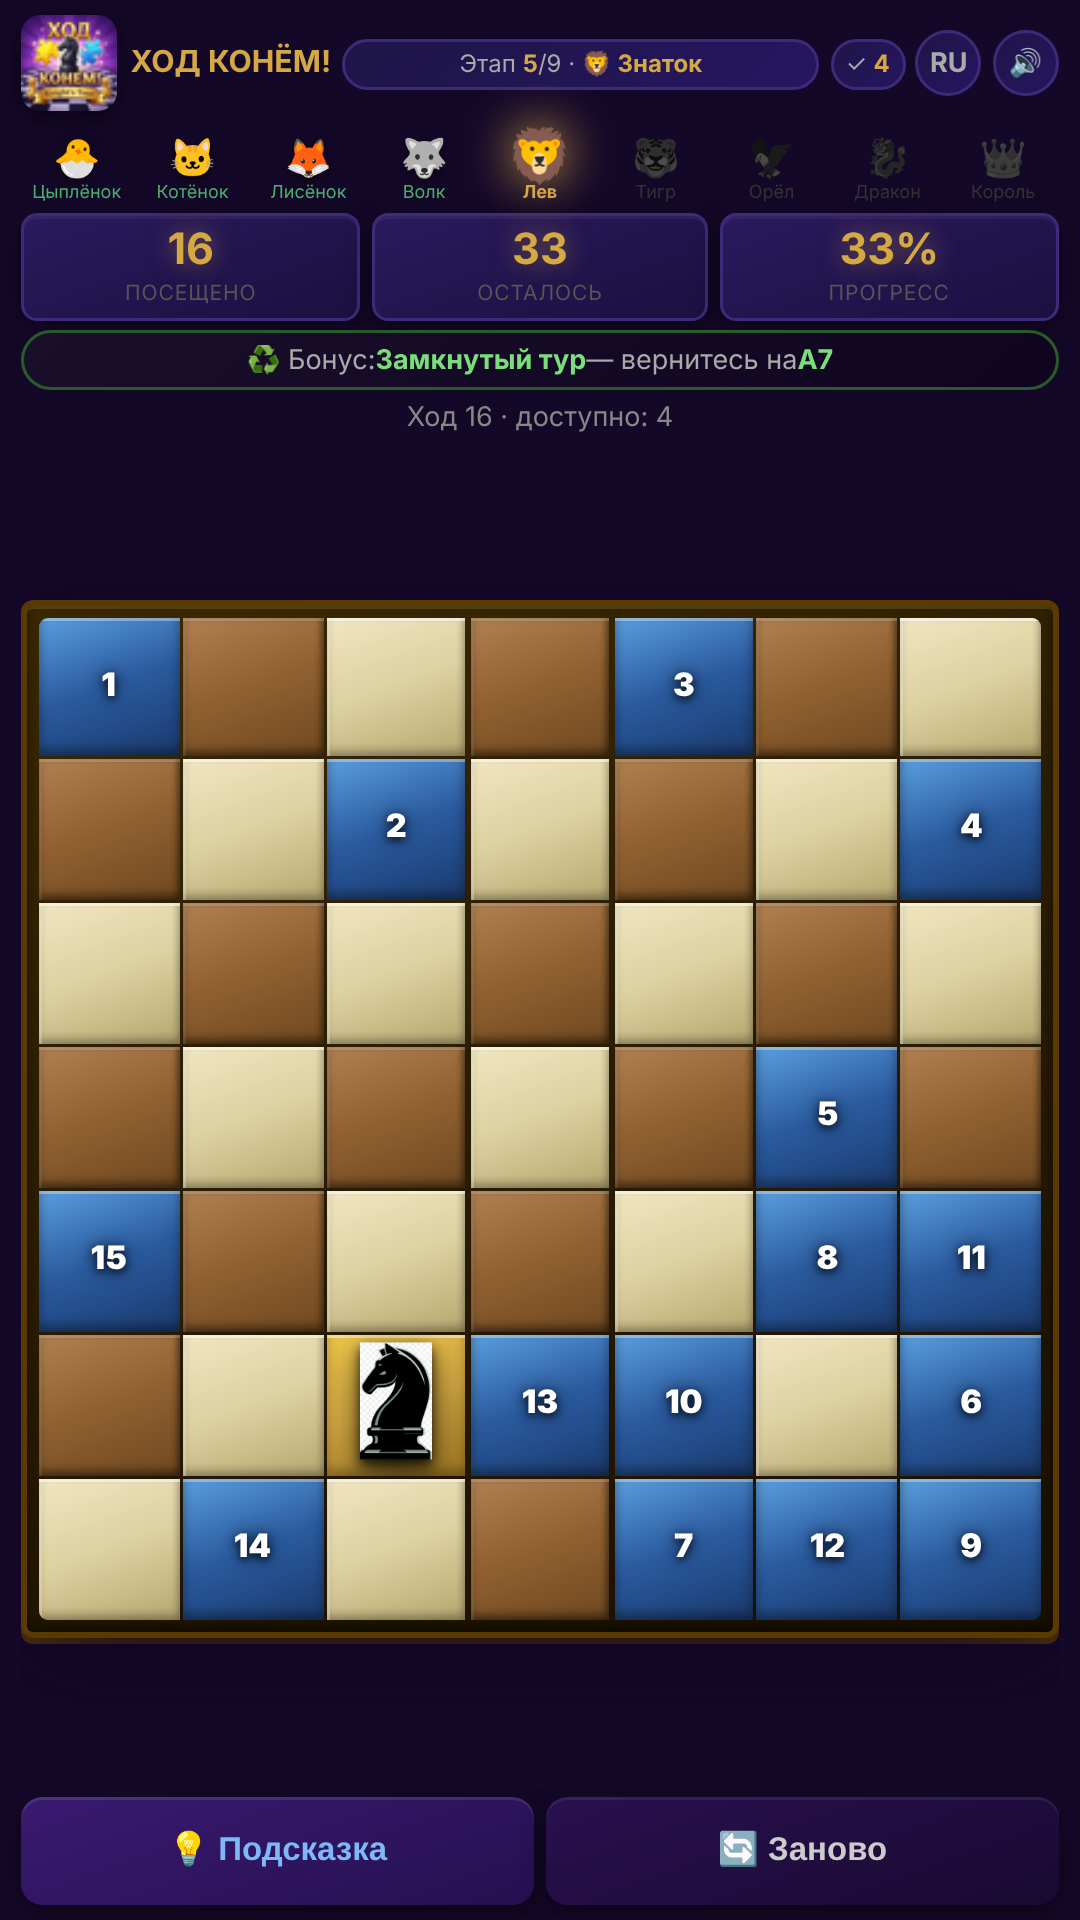 ХОД
КОНЁМ!
ХОД КОНЁМ!
Этап 5/9 · 🦁 Знаток
✓ 4
RU
Цыплёнок
Котёнок
Лисёнок
Волк
Лев
Тигр
Орёл
Дракон
Король
16
ПОСЕЩЕНО
33
ОСТАЛОСЬ
33%
ПРОГРЕСС
♻️ Бонус:Замкнутый тур— вернитесь наA7
Ход 16 · доступно: 4
1 3
2 4
5
15 8 11
13 10 6
14 7 12 9
💡 Подсказка
🔄 Заново